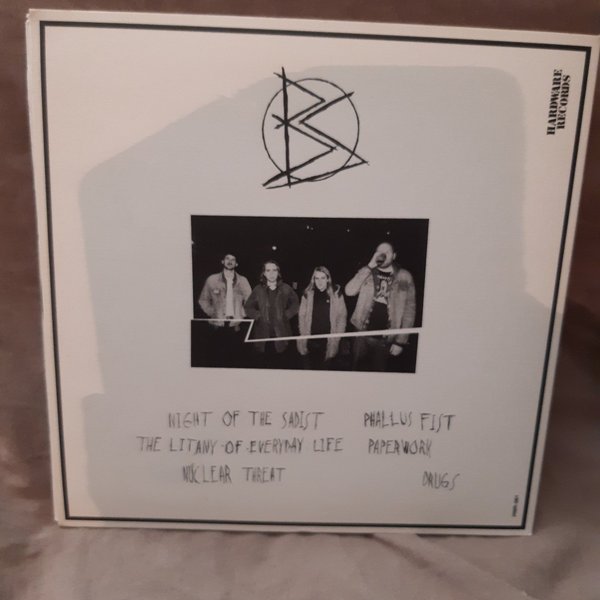 HARDWARE
RECORDS
NIGHT OF THE SADIST
THE LITANY OF EVERYDAY LIFE
NUCLEAR THREAT
PHALLUS FIST
PAPERWORK
DRUGS